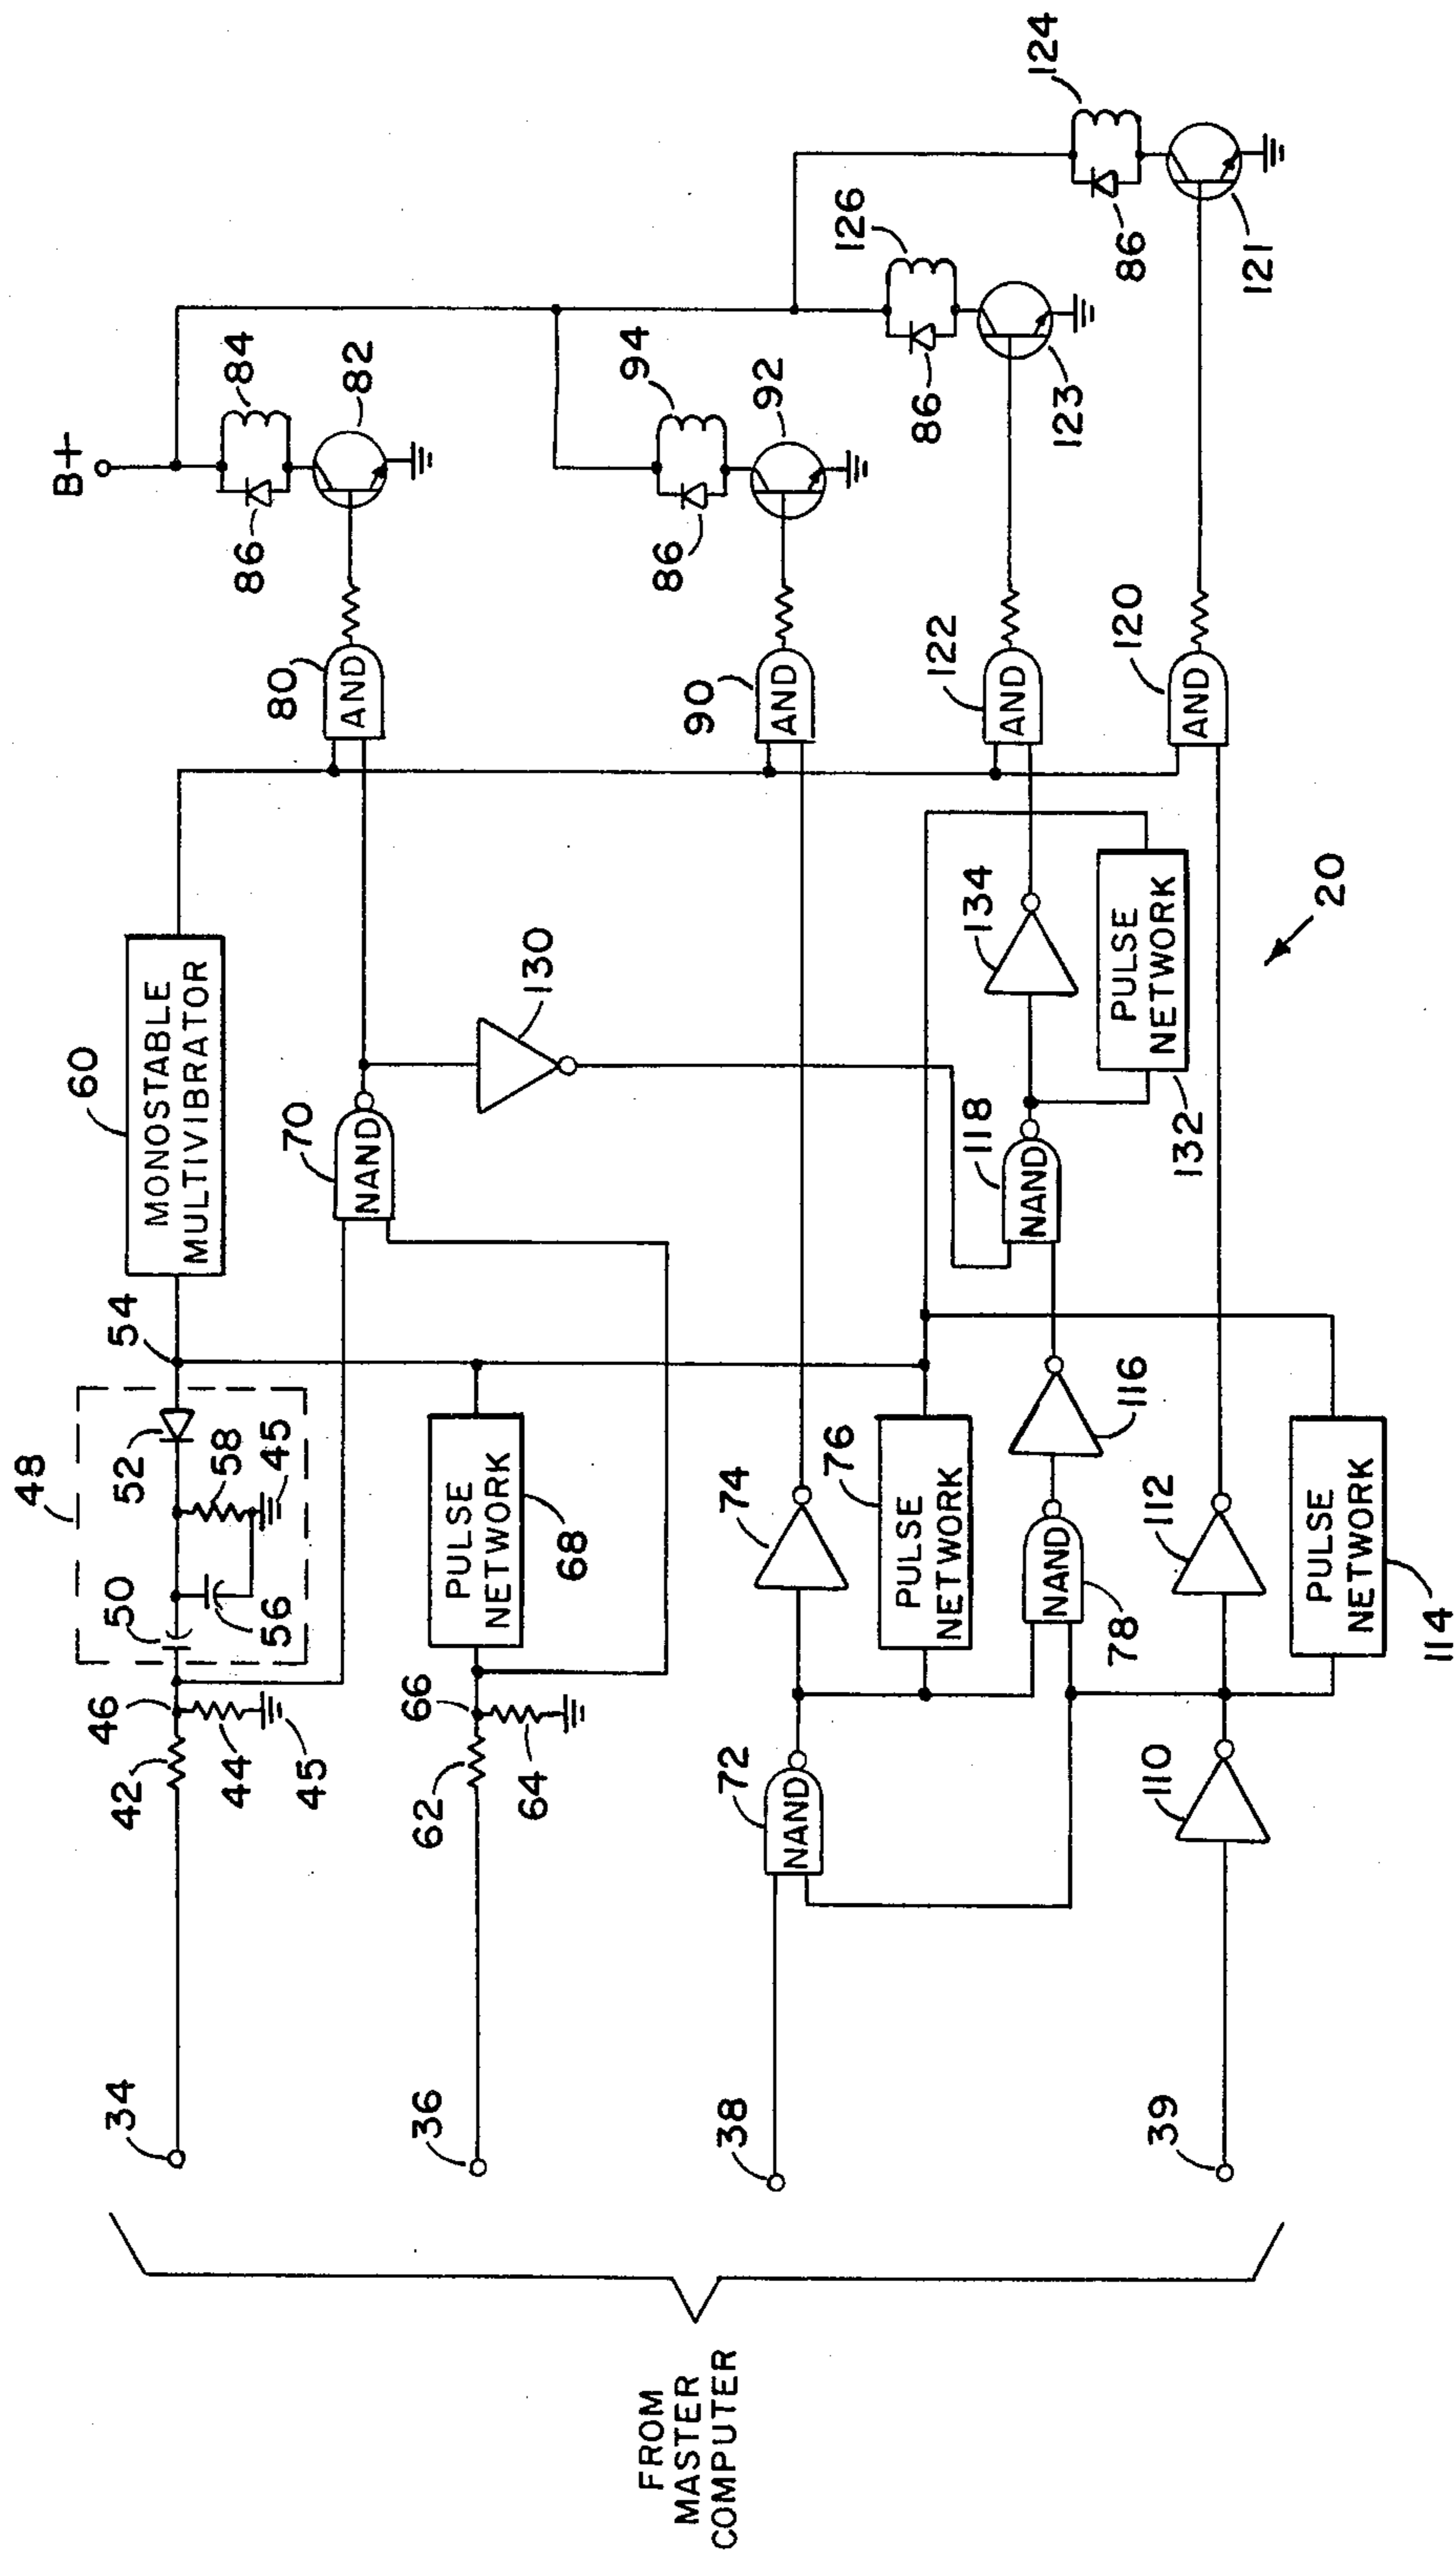 B+
48
54
60
MONOSTABLE
MULTIVIBRATOR
34
42
46
44
45
50
56
52
58
45
70
NAND
80
AND
86
84
82
36
62
66
64
PULSE
NETWORK
68
130
90
AND
86
94
92
FROM
MASTER
COMPUTER
38
72
NAND
74
76
PULSE
NETWORK
78
NAND
116
118
NAND
134
PULSE
NETWORK
132
122
AND
86
126
123
39
110
112
PULSE
NETWORK
114
120
AND
86
124
121
20